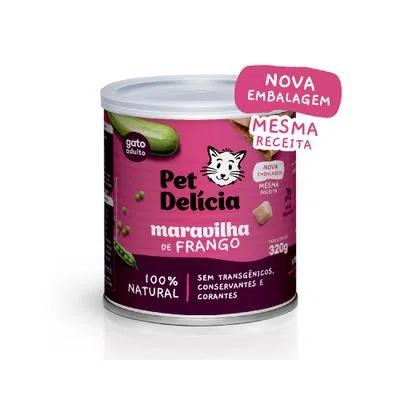 NOVA
EMBALAGEM
MESMA
RECEITA
gato
adulto
NOVA
EMBALAGEM
MESMA
RECEITA
Pet
Delícia
maravilha
DE FRANGO
320g
100%
NATURAL
SEM TRANSGÊNICOS,
CONSERVANTES E
CORANTES